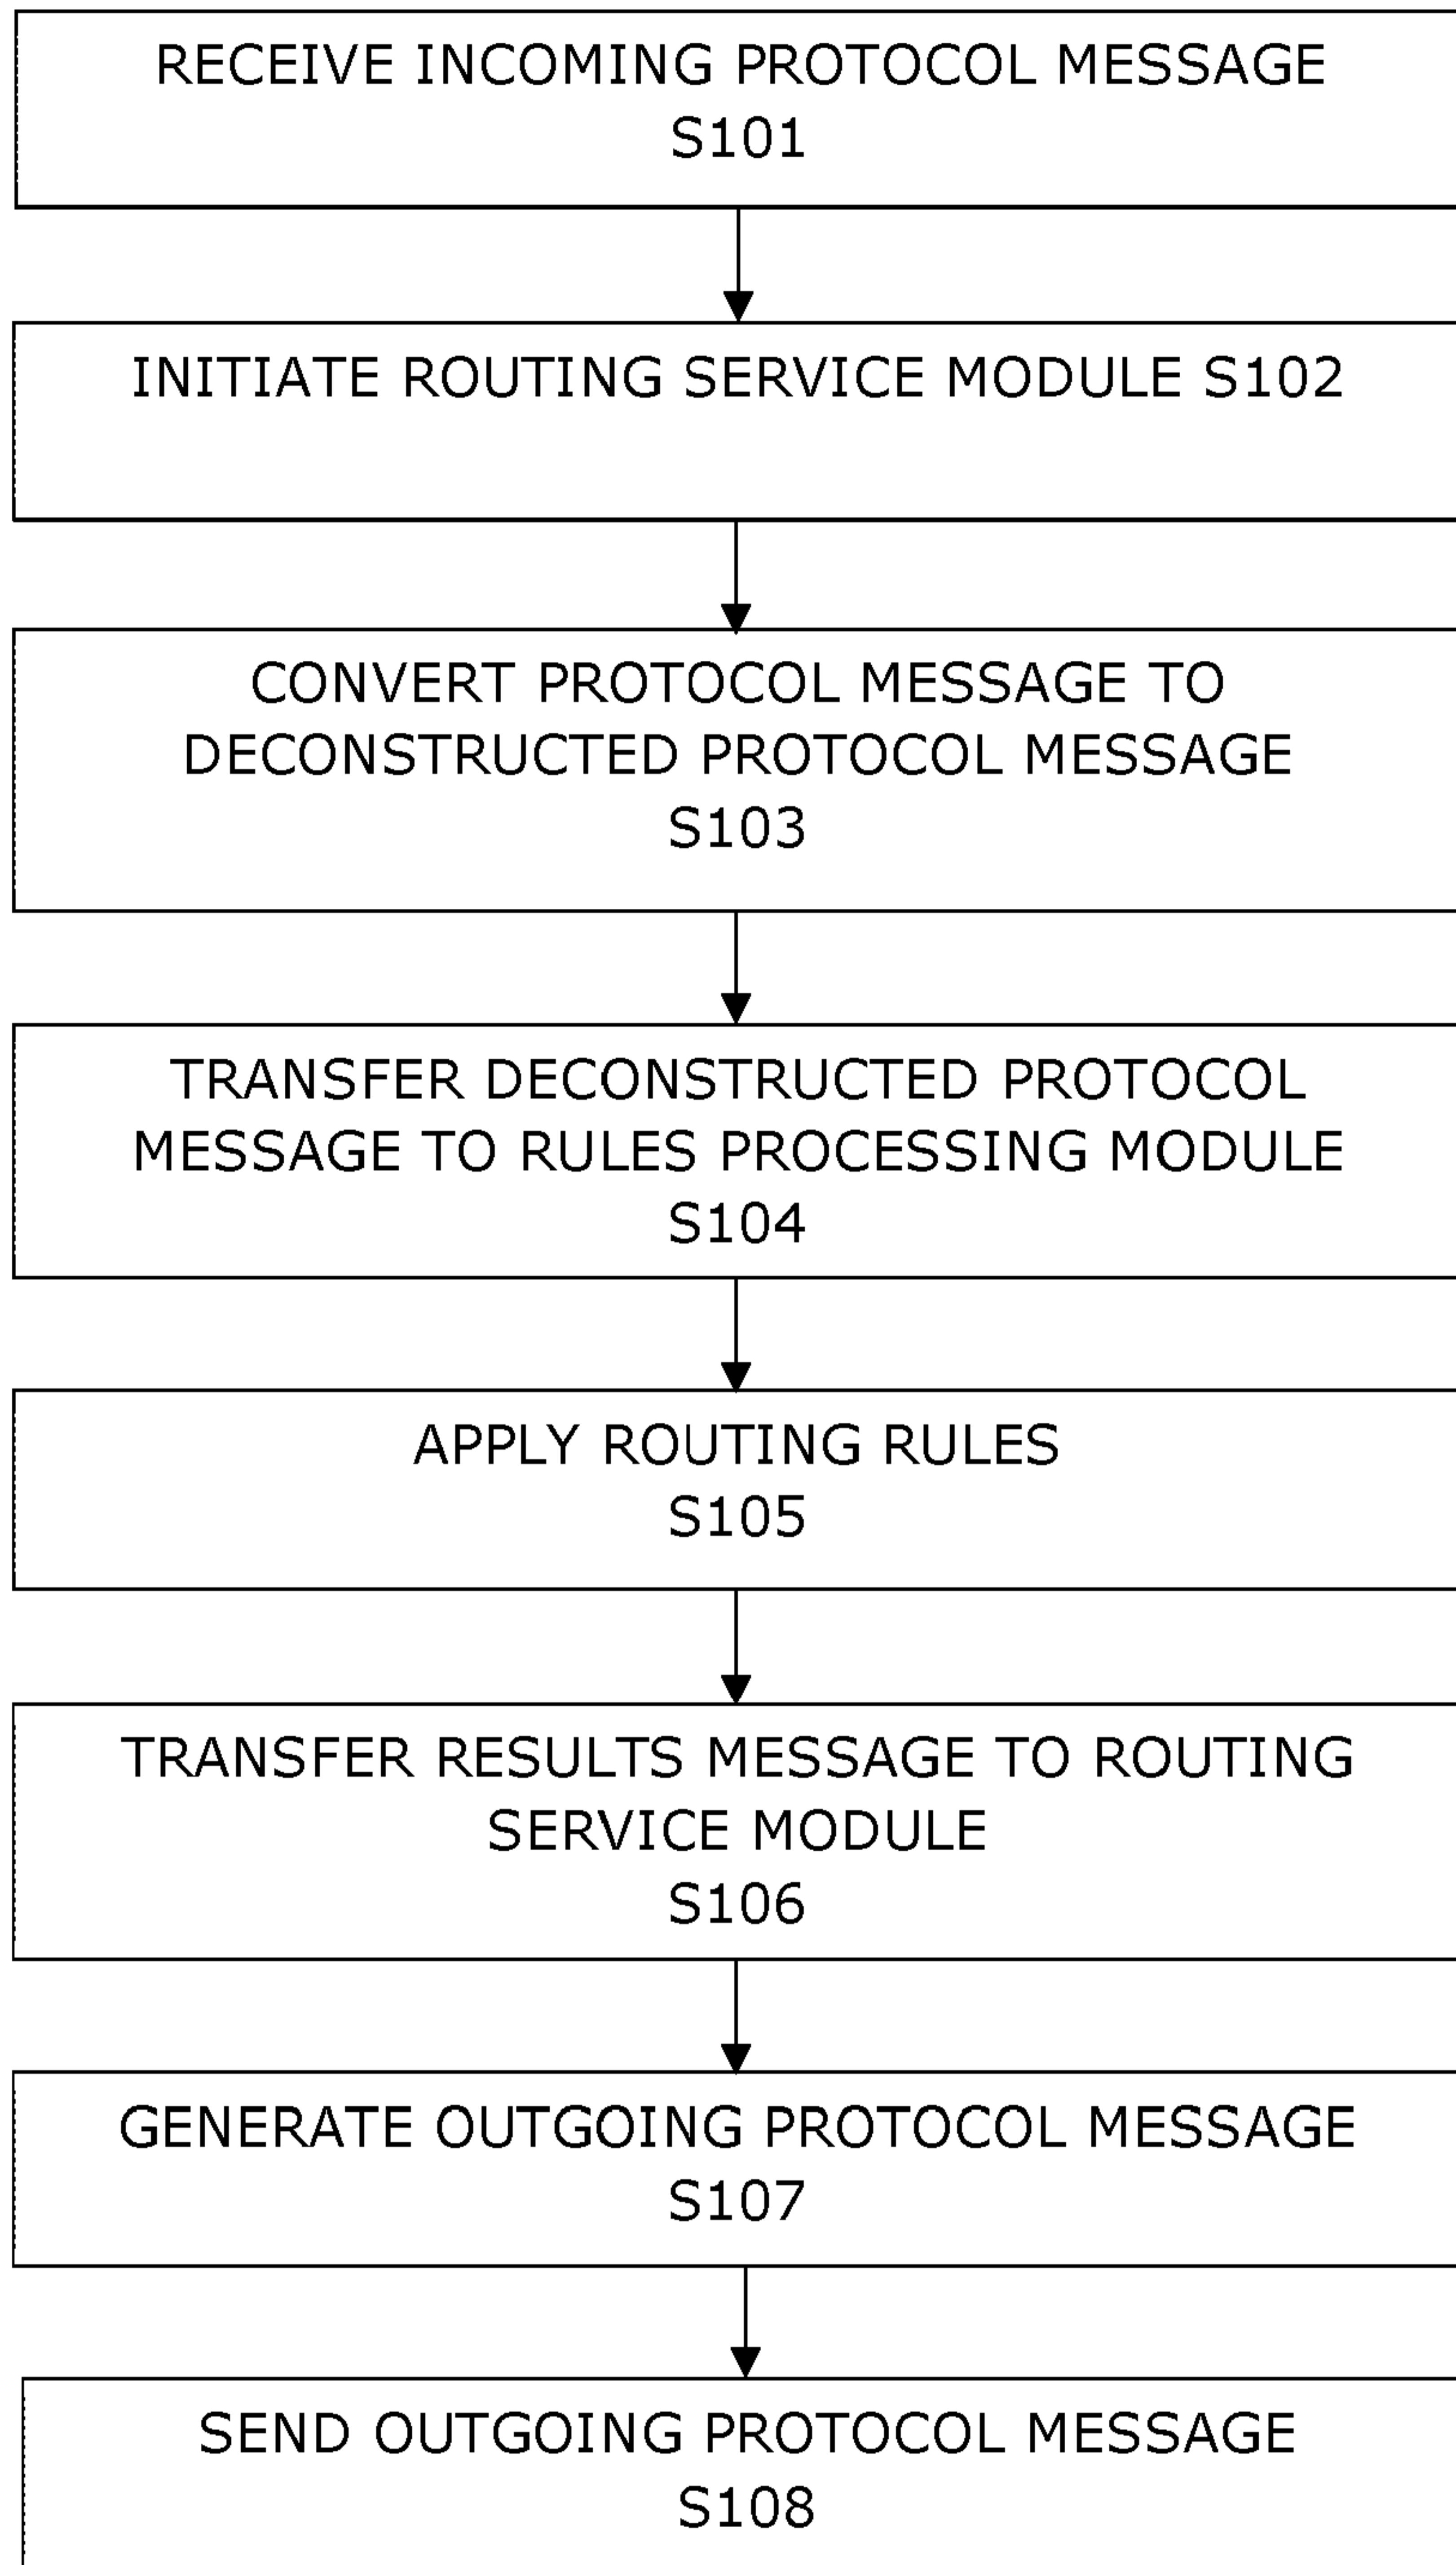 RECEIVE INCOMING PROTOCOL MESSAGE
S101
INITIATE ROUTING SERVICE MODULE S102
CONVERT PROTOCOL MESSAGE TO
DECONSTRUCTED PROTOCOL MESSAGE
S103
TRANSFER DECONSTRUCTED PROTOCOL
MESSAGE TO RULES PROCESSING MODULE
S104
APPLY ROUTING RULES
S105
TRANSFER RESULTS MESSAGE TO ROUTING
SERVICE MODULE
S106
GENERATE OUTGOING PROTOCOL MESSAGE
S107
SEND OUTGOING PROTOCOL MESSAGE
S108